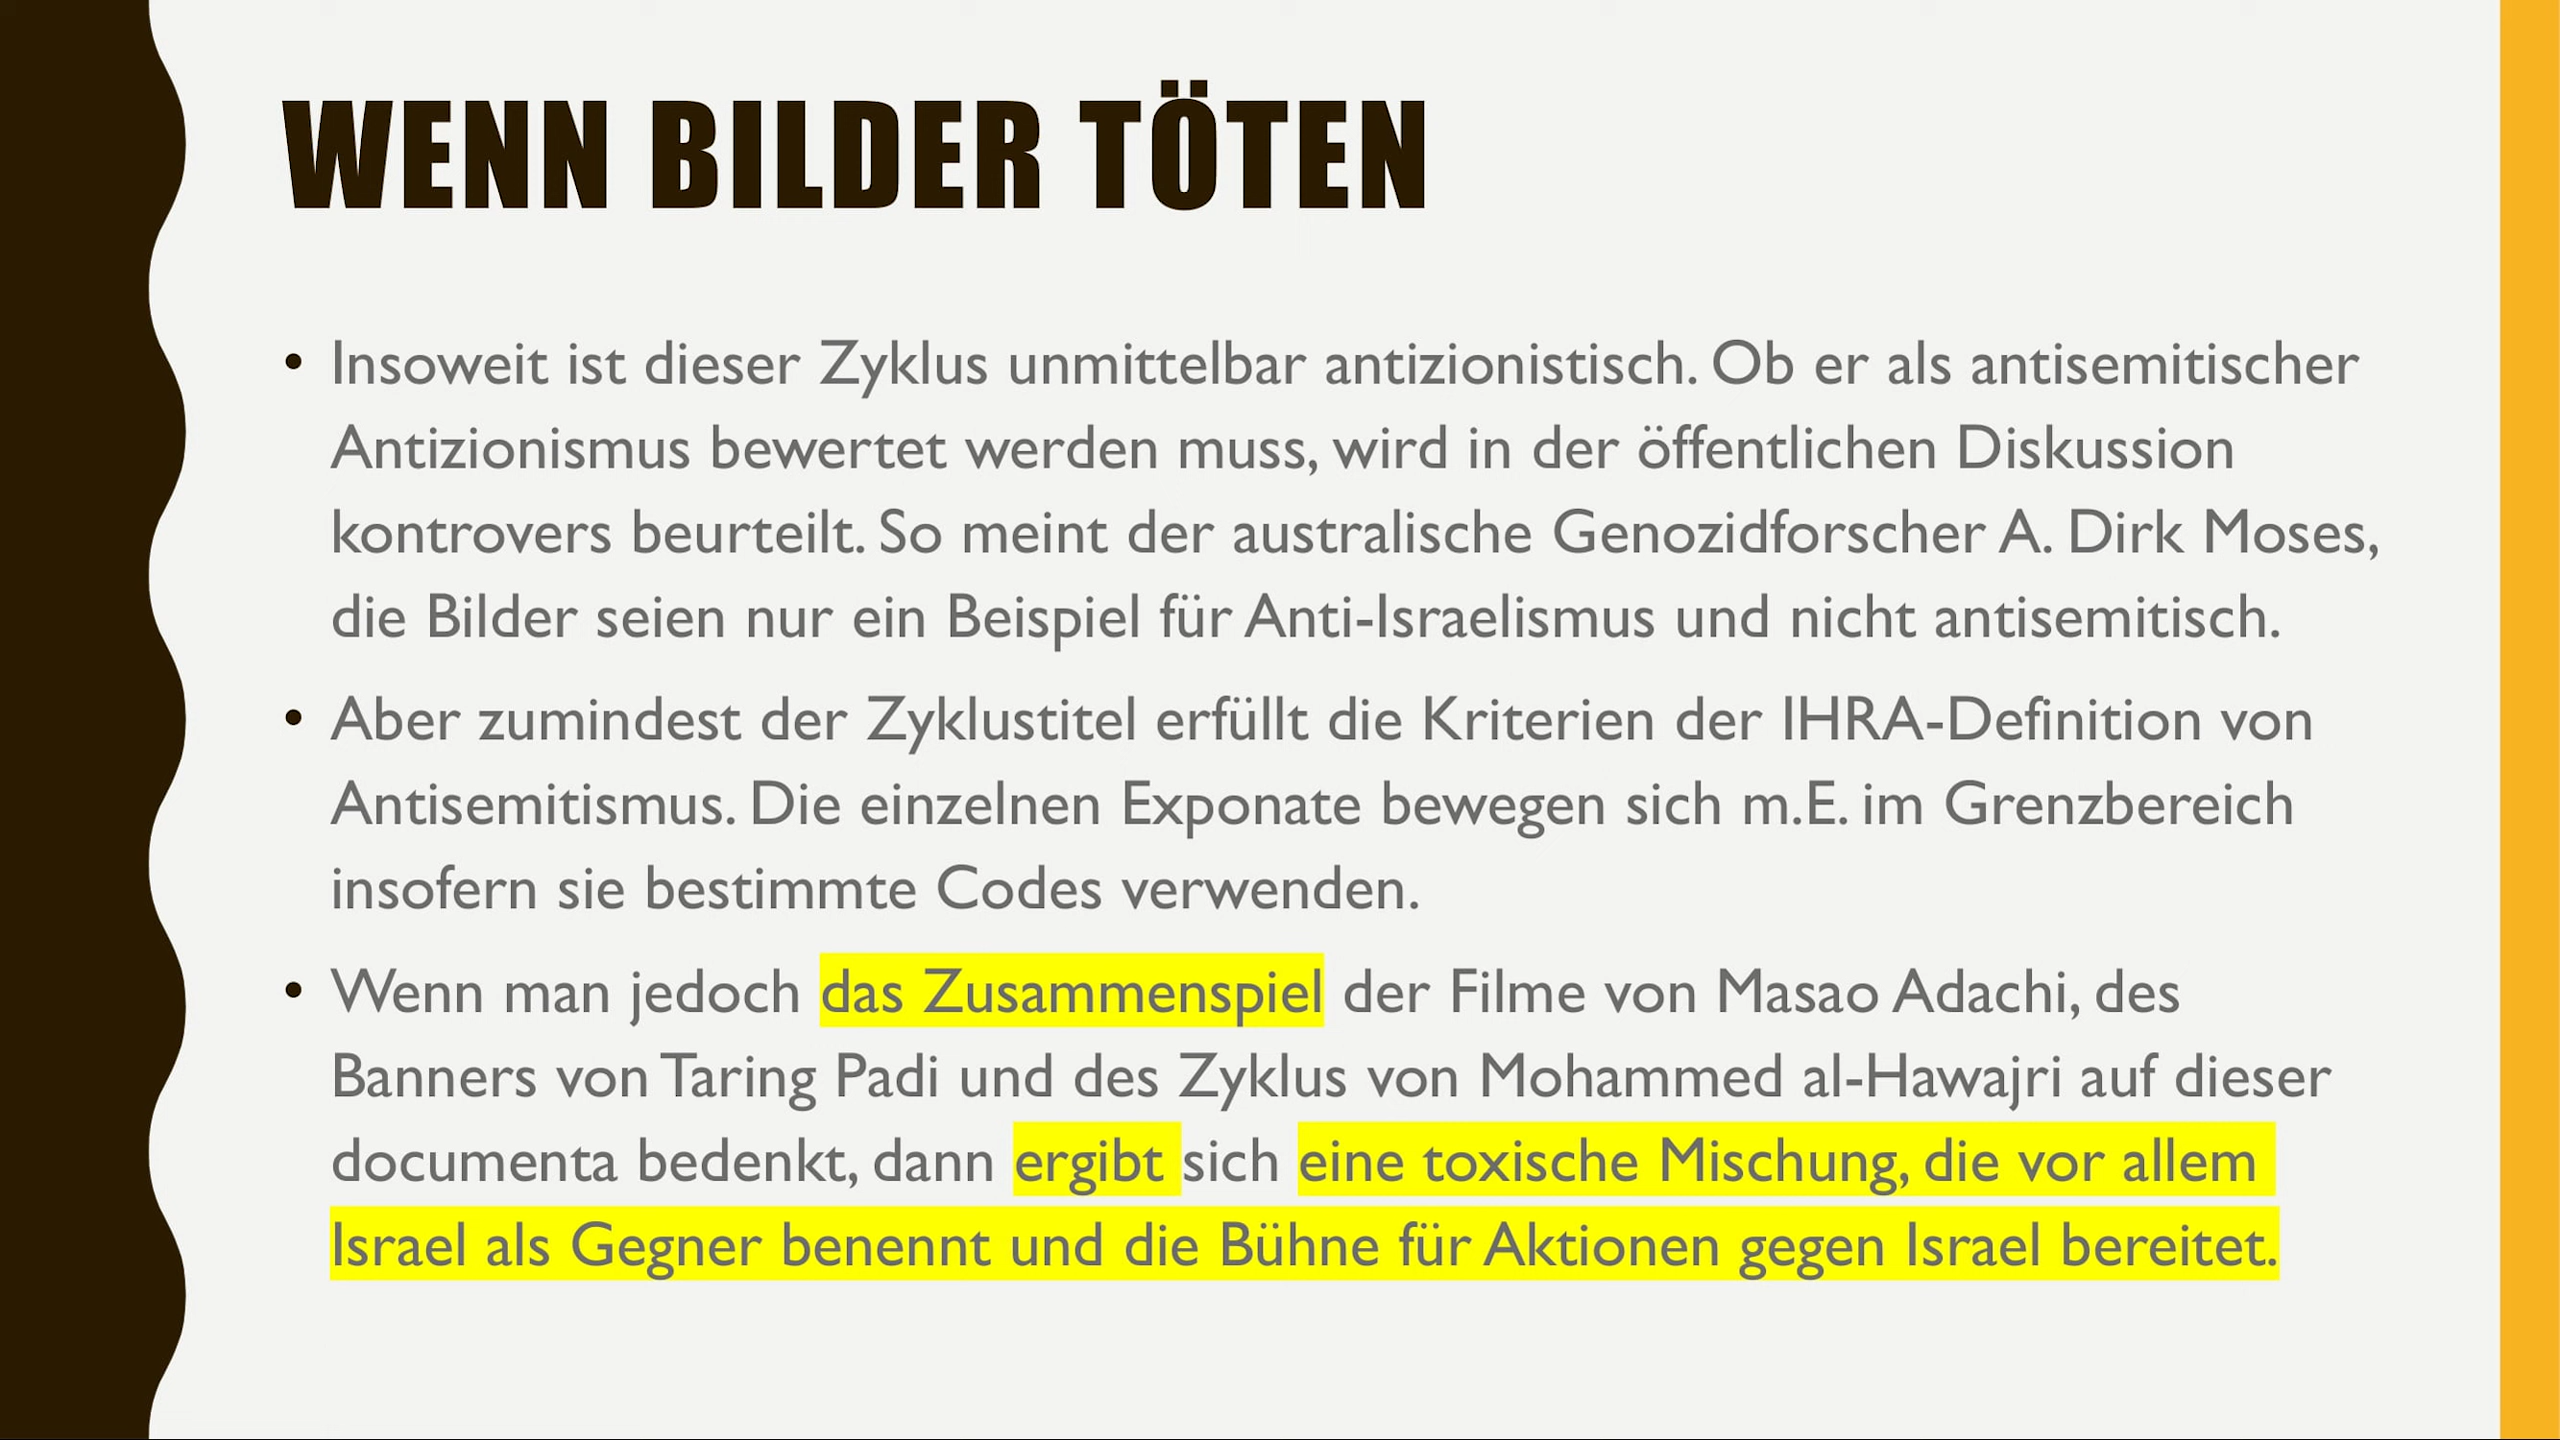 WENN BILDER TÖTEN
• Insoweit ist dieser Zyklus unmittelbar antizionistisch. Ob er als antisemitischer
Antizionismus bewertet werden muss, wird in der öffentlichen Diskussion
kontrovers beurteilt. So meint der australische Genozidforscher A. Dirk Moses,
die Bilder seien nur ein Beispiel für Anti-Israelismus und nicht antisemitisch.
• Aber zumindest der Zyklustitel erfüllt die Kriterien der IHRA-Definition von
Antisemitismus. Die einzelnen Exponate bewegen sich m.E. im Grenzbereich
insofern sie bestimmte Codes verwenden.
• Wenn man jedoch das Zusammenspiel der Filme von Masao Adachi, des
Banners von Taring Padi und des Zyklus von Mohammed al-Hawajri auf dieser
documenta bedenkt, dann ergibt sich eine toxische Mischung, die vor allem
Israel als Gegner benennt und die Bühne für Aktionen gegen Israel bereitet.